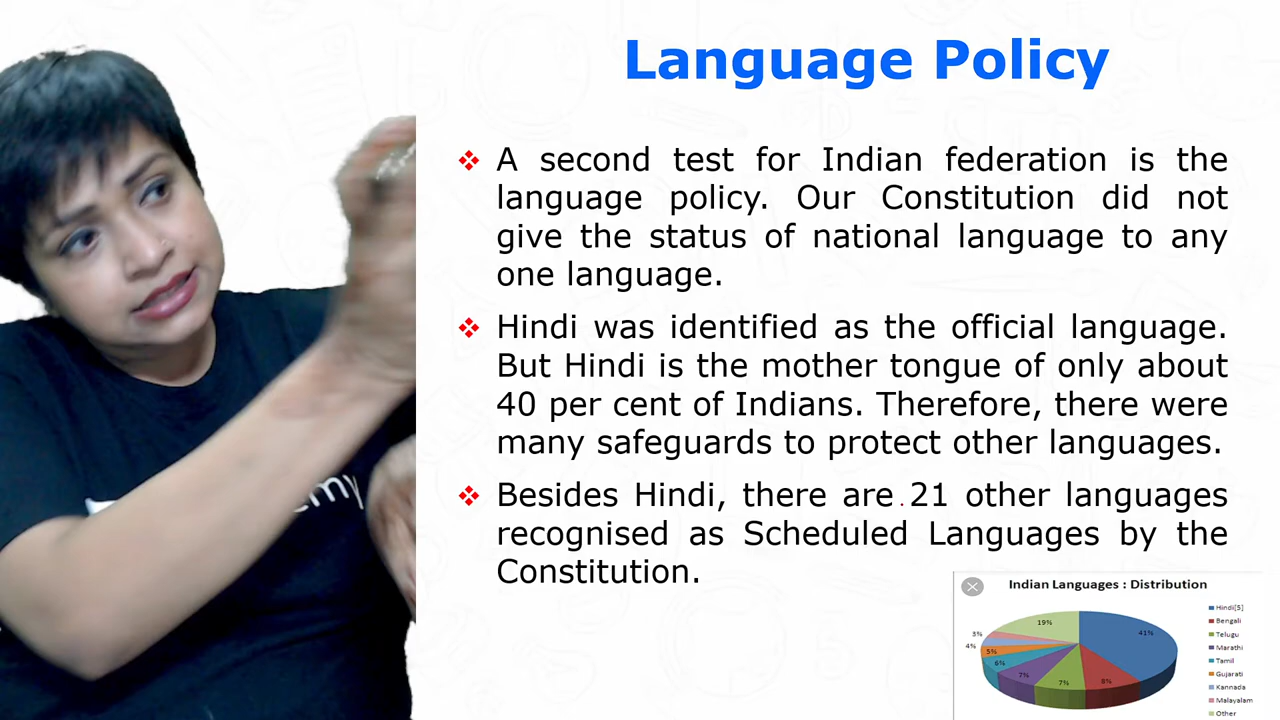 Language Policy
A second test for Indian federation is the
language policy. Our Constitution did not
give the status of national language to any
one language.
Hindi was identified as the official language.
But Hindi is the mother tongue of only about
40 per cent of Indians. Therefore, there were
many safeguards to protect other languages.
Besides Hindi, there are 21 other languages
recognised as Scheduled Languages by the
Constitution.
Indian Languages : Distribution
19%
41%
3%
4%
5%
6%
7%
7%
8%
Hindi[5]
Bengali
Telugu
Marathi
Tamil
Gujarati
Kannada
Malayalam
Other